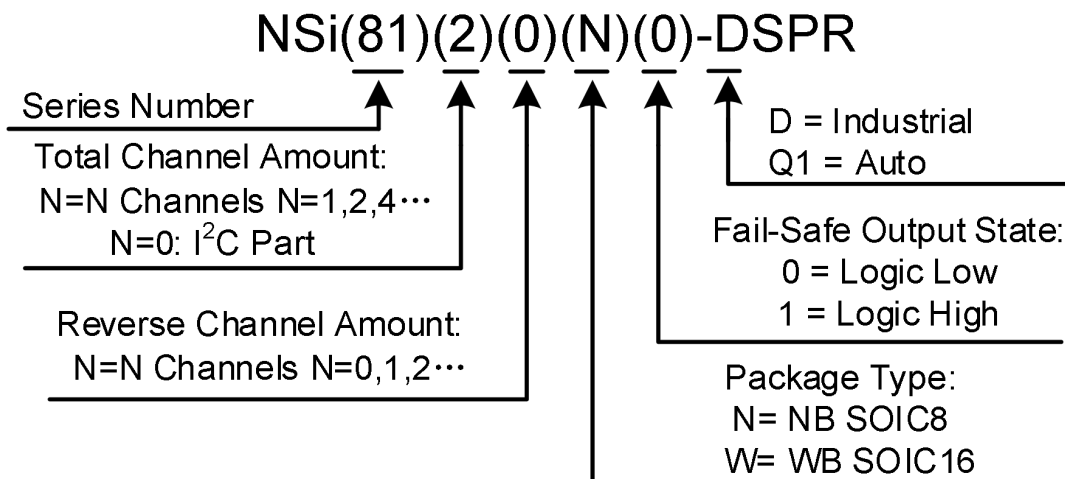 NSi(81)(2)(0)(N)(0)-DSPR
Series Number
Total Channel Amount:
N=N Channels N=1,2,4⋯
N=0: I²C Part
Reverse Channel Amount:
N=N Channels N=0,1,2⋯
D = Industrial
Q1 = Auto
Fail-Safe Output State:
0 = Logic Low
1 = Logic High
Package Type:
N= NB SOIC8
W= WB SOIC16